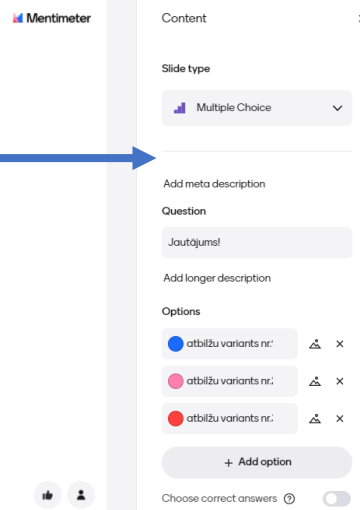 Mentimeter
Content
Slide type
Multiple Choice
Add meta description
Question
Jautājums!
Add longer description
Options
atbilžu variants nr.
atbilžu variants nr.
atbilžu variants nr.
+ Add option
Choose correct answers ?